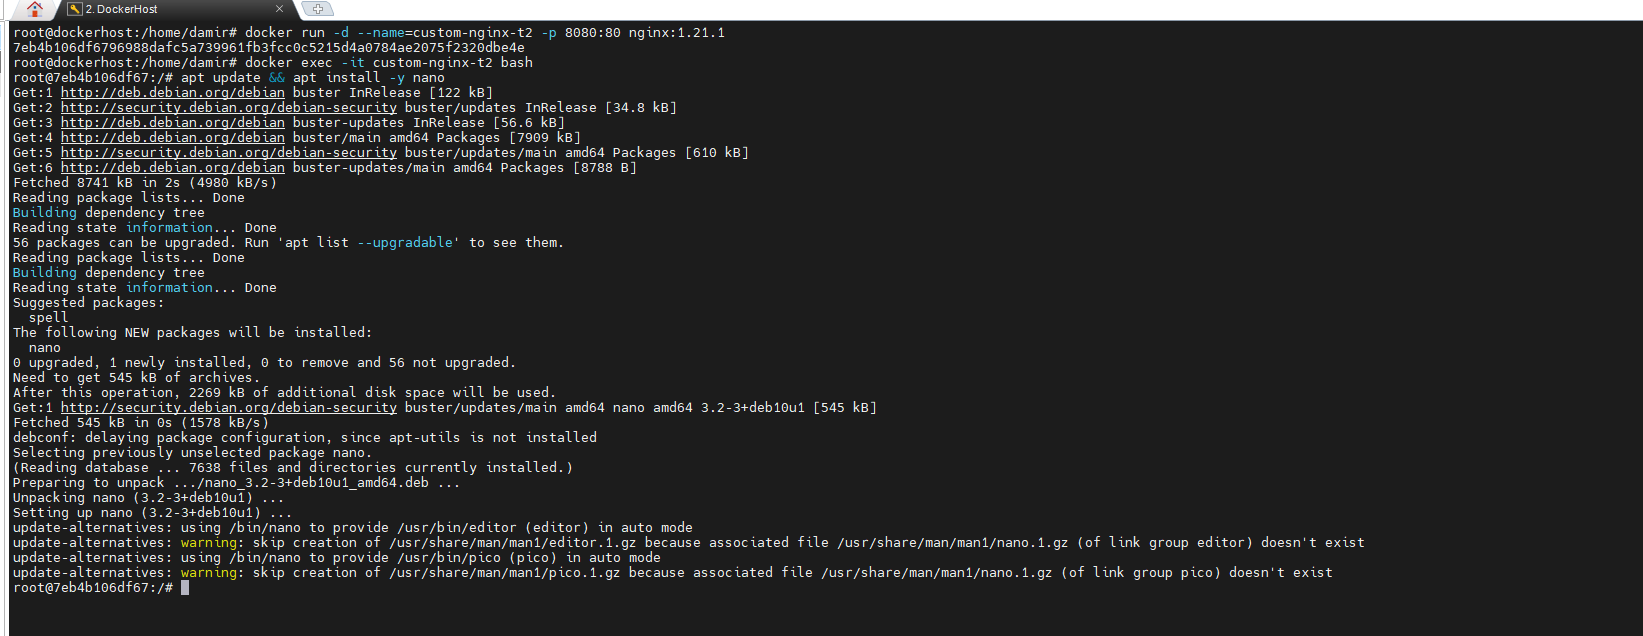 2. DockerHost
root@dockerhost:/home/damir# docker run -d --name=custom-nginx-t2 -p 8080:80 nginx:1.21.1
7eb4b106df6796988dafc5a739961fb3fcc0c5215d4a0784ae2075f2320dbe4e
root@dockerhost:/home/damir# docker exec -it custom-nginx-t2 bash
root@7eb4b106df67:/# apt update && apt install -y nano
Get:1 http://deb.debian.org/debian buster InRelease [122 kB]
Get:2 http://security.debian.org/debian-security buster/updates InRelease [34.8 kB]
Get:3 http://deb.debian.org/debian buster-updates InRelease [56.6 kB]
Get:4 http://deb.debian.org/debian buster/main amd64 Packages [7909 kB]
Get:5 http://security.debian.org/debian-security buster/updates/main amd64 Packages [610 kB]
Get:6 http://deb.debian.org/debian buster-updates/main amd64 Packages [8788 B]
Fetched 8741 kB in 2s (4980 kB/s)
Reading package lists... Done
Building dependency tree
Reading state information... Done
56 packages can be upgraded. Run 'apt list --upgradable' to see them.
Reading package lists... Done
Building dependency tree
Reading state information... Done
Suggested packages:
  spell
The following NEW packages will be installed:
  nano
0 upgraded, 1 newly installed, 0 to remove and 56 not upgraded.
Need to get 545 kB of archives.
After this operation, 2269 kB of additional disk space will be used.
Get:1 http://security.debian.org/debian-security buster/updates/main amd64 nano amd64 3.2-3+deb10u1 [545 kB]
Fetched 545 kB in 0s (1578 kB/s)
debconf: delaying package configuration, since apt-utils is not installed
Selecting previously unselected package nano.
(Reading database ... 7638 files and directories currently installed.)
Preparing to unpack .../nano_3.2-3+deb10u1_amd64.deb ...
Unpacking nano (3.2-3+deb10u1) ...
Setting up nano (3.2-3+deb10u1) ...
update-alternatives: using /bin/nano to provide /usr/bin/editor (editor) in auto mode
update-alternatives: warning: skip creation of /usr/share/man/man1/editor.1.gz because associated file /usr/share/man/man1/nano.1.gz (of link group editor) doesn't exist
update-alternatives: using /bin/nano to provide /usr/bin/pico (pico) in auto mode
update-alternatives: warning: skip creation of /usr/share/man/man1/pico.1.gz because associated file /usr/share/man/man1/nano.1.gz (of link group pico) doesn't exist
root@7eb4b106df67:/#